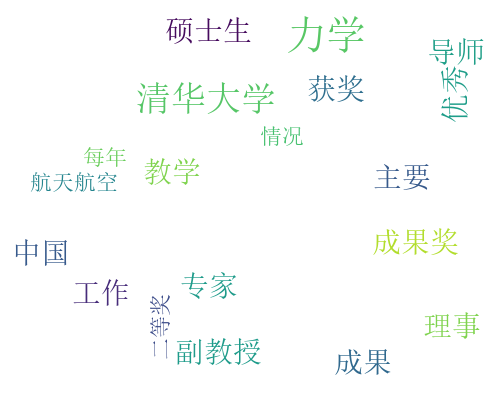 硕士生
力学
导师
优秀
获奖
清华大学
情况
每年
教学
航天航空
主要
中国
成果奖
专家
工作
二等奖
理事
副教授
成果